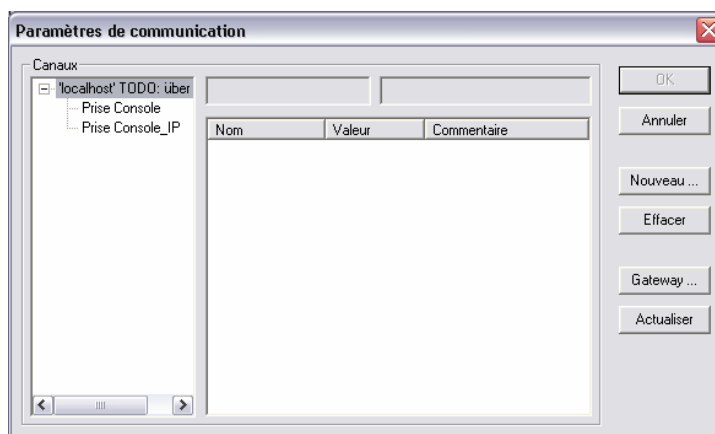 Paramètres de communication
Canaux
'localhost' TODO: über
Prise Console
Prise Console_IP
Nom Valeur Commentaire
OK
Annuler
Nouveau ...
Effacer
Gateway ...
Actualiser